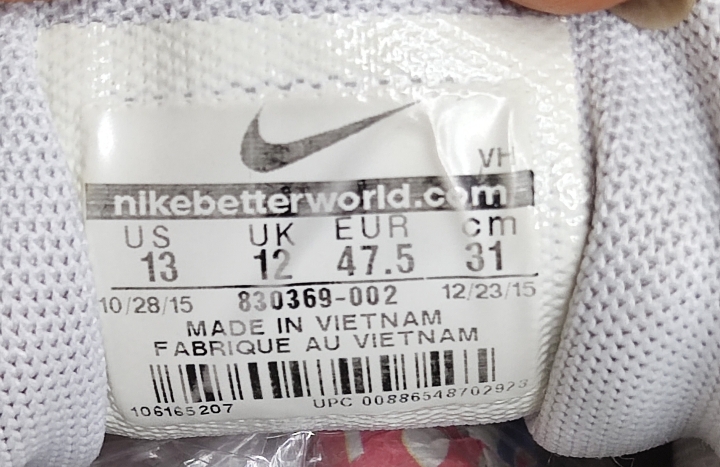 VH
nikebetterworld.com
US UK EUR cm
13 12 47.5 31
10/28/15 830369-002 12/23/15
MADE IN VIETNAM
FABRIQUE AU VIETNAM
106165207 UPC 00886548702923